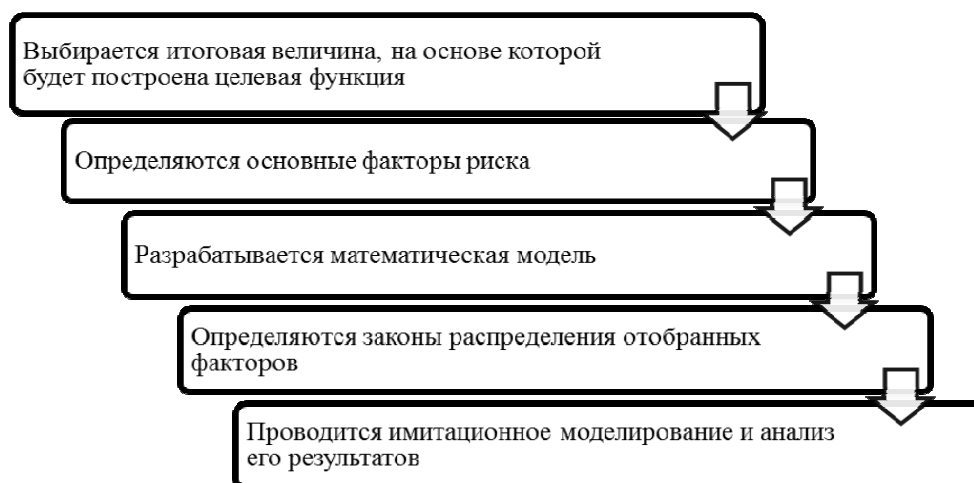 Выбирается итоговая величина, на основе которой
будет построена целевая функция
Определяются основные факторы риска
Разрабатывается математическая модель
Определяются законы распределения отобранных
факторов
Проводится имитационное моделирование и анализ
его результатов